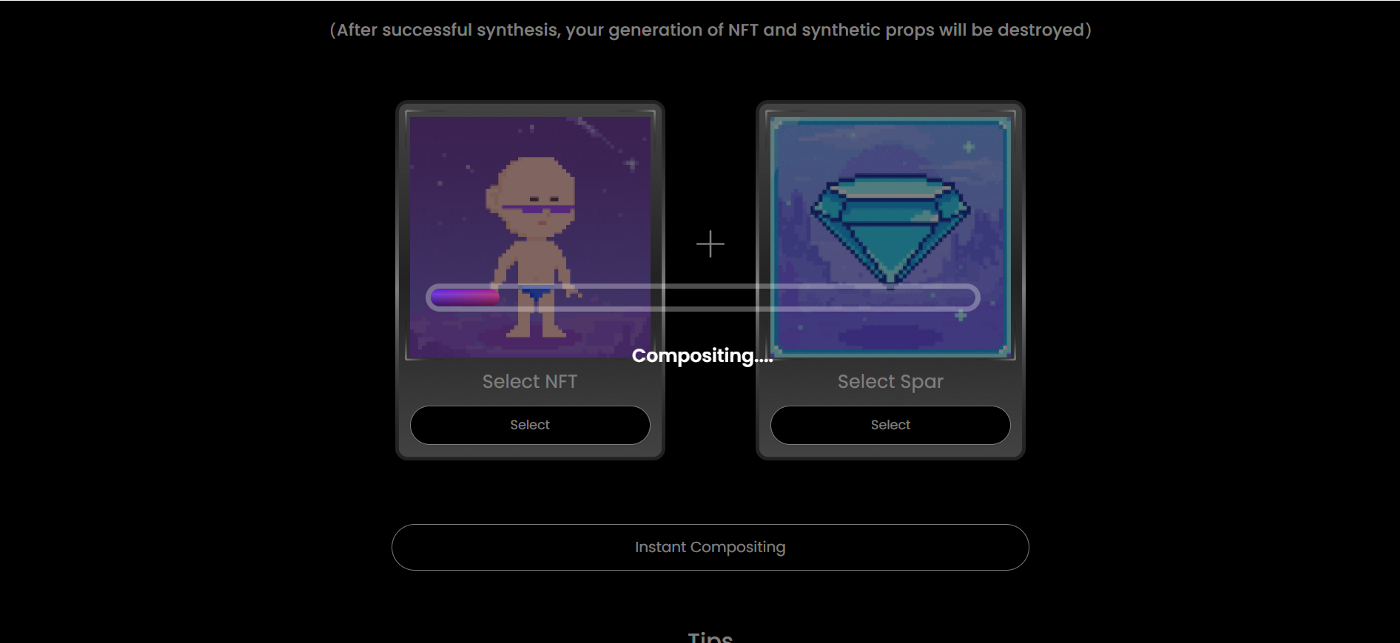 (After successful synthesis, your generation of NFT and synthetic props will be destroyed)
Compositing....
Select NFT
Select Spar
Select
Select
Instant Compositing
Tips